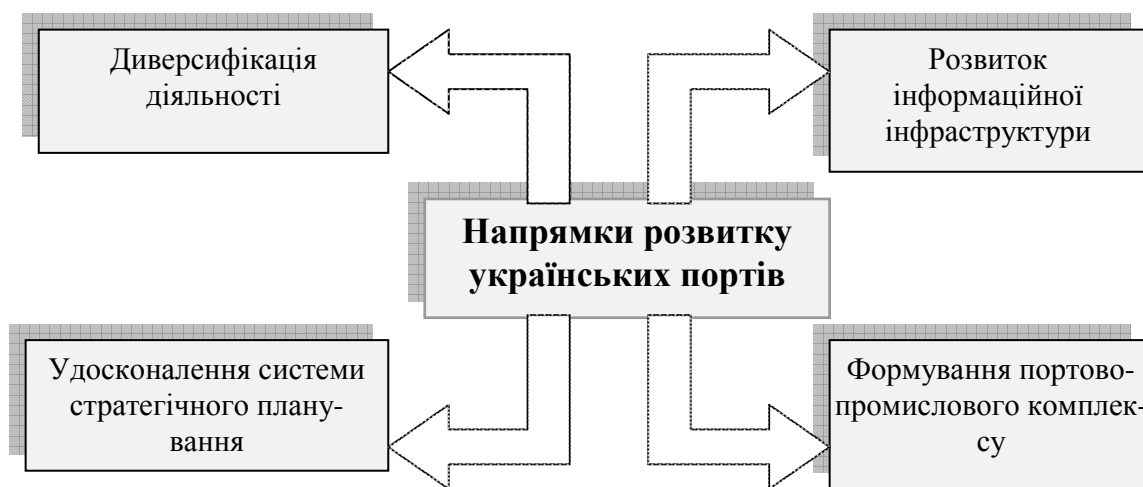 Диверсифікація
діяльності
Розвиток
інформаційної
інфраструктури
Напрямки розвитку
українських портів
Удосконалення системи
стратегічного плану-
вання
Формування портово-
промислового комплек-
су